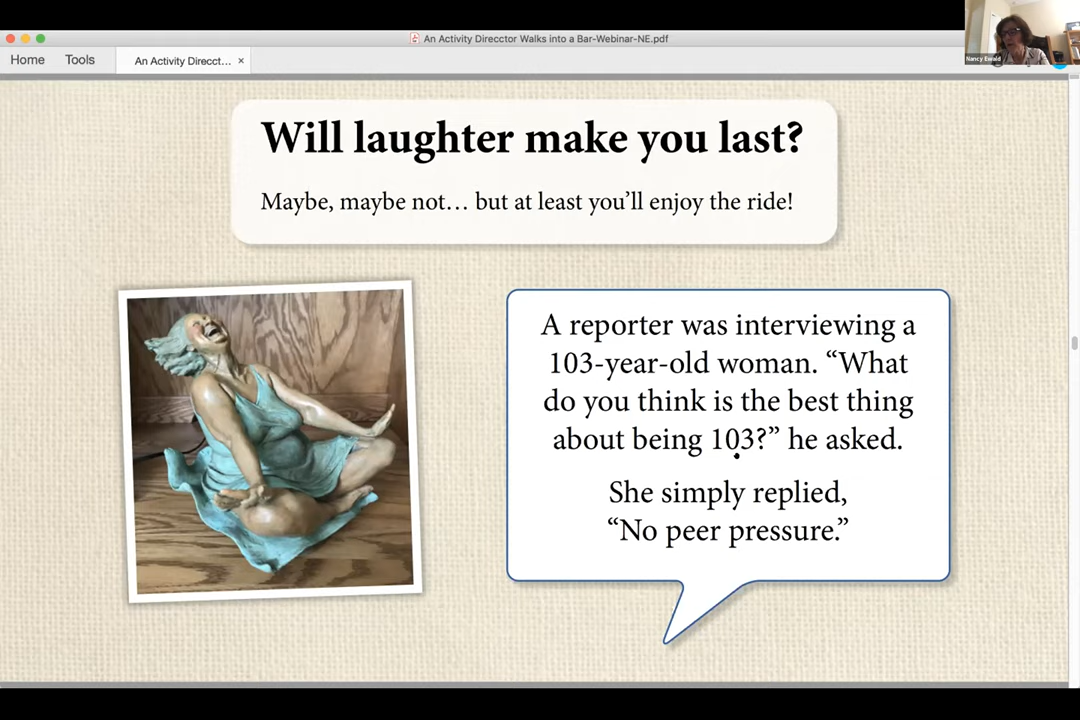 An Activity Direcctor Walks into a Bar-Webinar-NE.pdf
Home Tools An Activity Direcct... ×
Nancy Ewald
Will laughter make you last?
Maybe, maybe not… but at least you’ll enjoy the ride!
A reporter was interviewing a
103-year-old woman. “What
do you think is the best thing
about being 103?” he asked.
She simply replied,
“No peer pressure.”